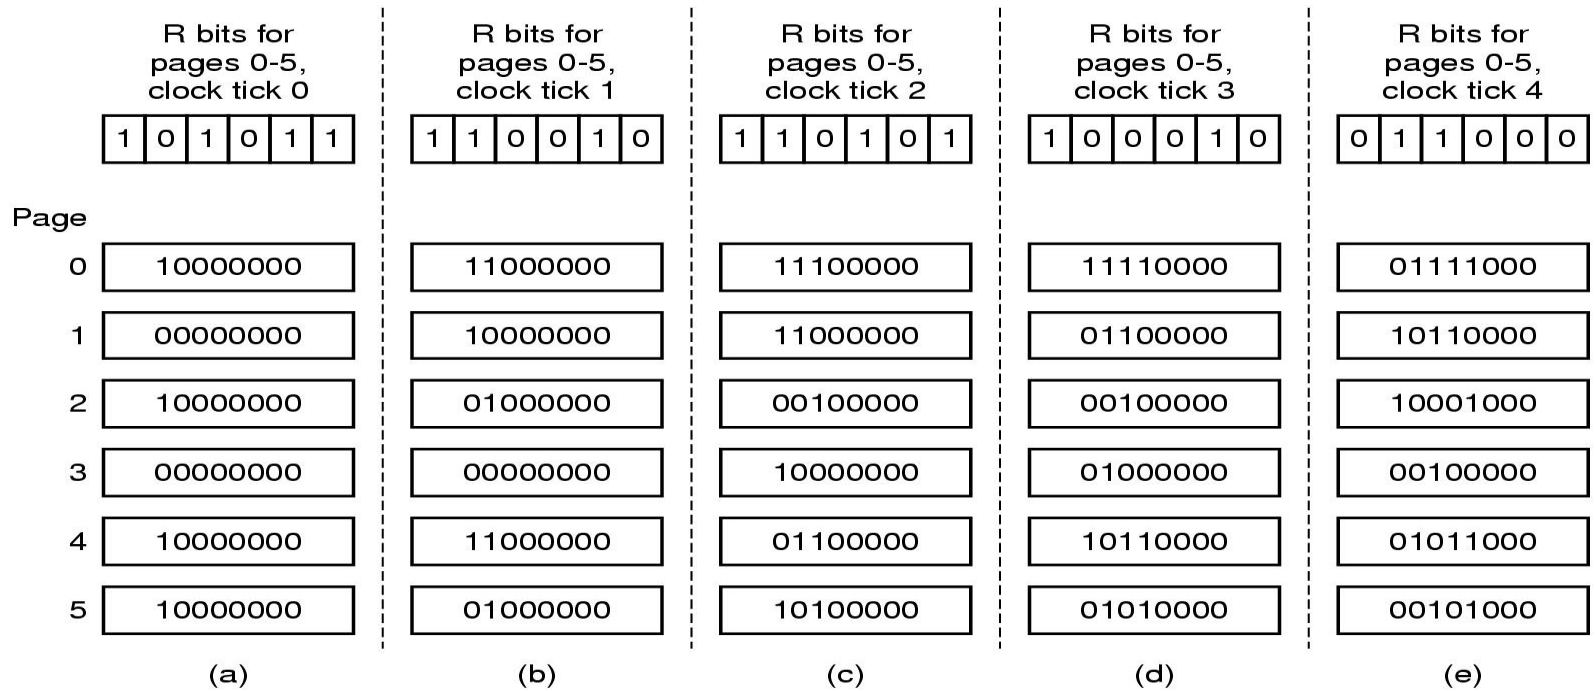 R bits for pages 0-5, clock tick 0
R bits for pages 0-5, clock tick 1
R bits for pages 0-5, clock tick 2
R bits for pages 0-5, clock tick 3
R bits for pages 0-5, clock tick 4
1 0 1 0 1 1
1 1 0 0 1 0
1 1 0 1 0 1
1 0 0 0 1 0
0 1 1 0 0 0
Page
0 10000000 11000000 11100000 11110000 01111000
1 00000000 10000000 11000000 01100000 10110000
2 10000000 01000000 00100000 00100000 10001000
3 00000000 00000000 10000000 01000000 00100000
4 10000000 11000000 01100000 10110000 01011000
5 10000000 01000000 10100000 01010000 00101000
(a) (b) (c) (d) (e)